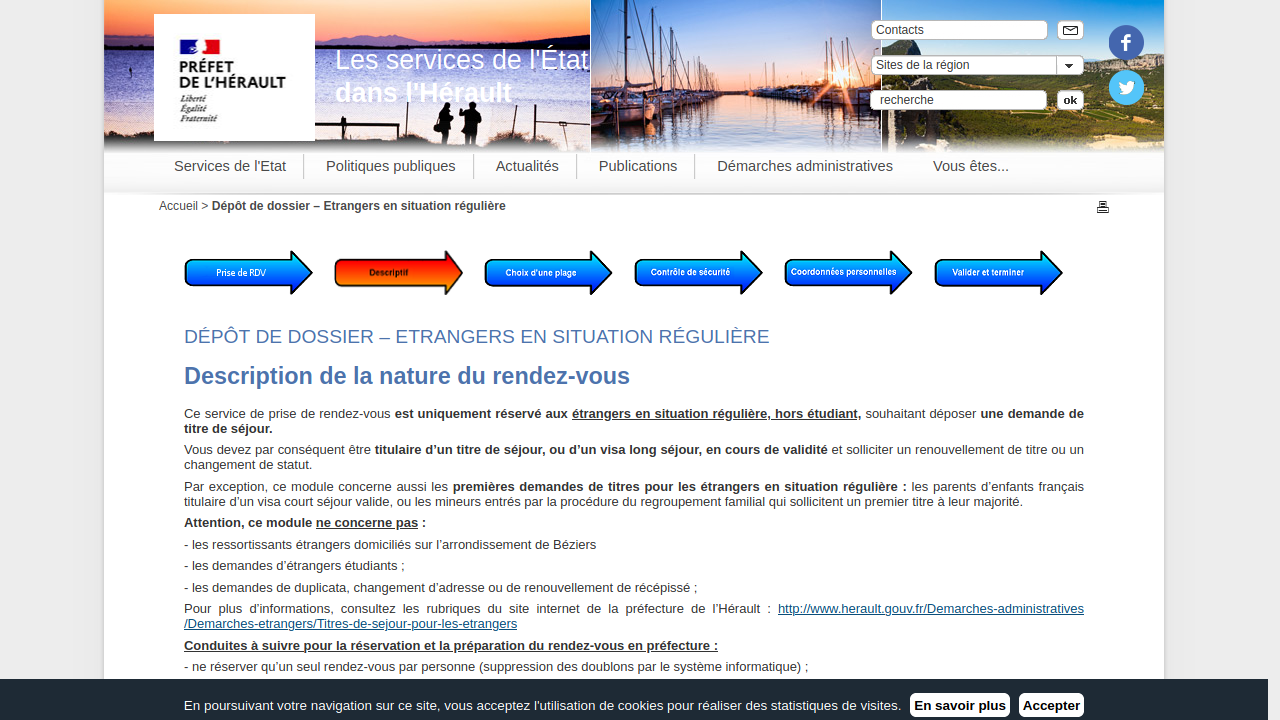 PRÉFET
DE L'HÉRAULT
Liberté
Égalité
Fraternité
Les services de l'État
dans l'Hérault
Contacts
Sites de la région
recherche
ok
Services de l'Etat
Politiques publiques
Actualités
Publications
Démarches administratives
Vous êtes...
Accueil > Dépôt de dossier – Etrangers en situation régulière
Prise de RDV
Descriptif
Choix d'une plage
Contrôle de sécurité
Coordonnées personnelles
Valider et terminer
DÉPÔT DE DOSSIER – ETRANGERS EN SITUATION RÉGULIÈRE
Description de la nature du rendez-vous
Ce service de prise de rendez-vous est uniquement réservé aux étrangers en situation régulière, hors étudiant, souhaitant déposer une demande de
titre de séjour.
Vous devez par conséquent être titulaire d’un titre de séjour, ou d’un visa long séjour, en cours de validité et solliciter un renouvellement de titre ou un
changement de statut.
Par exception, ce module concerne aussi les premières demandes de titres pour les étrangers en situation régulière : les parents d’enfants français
titulaire d’un visa court séjour valide, ou les mineurs entrés par la procédure du regroupement familial qui sollicitent un premier titre à leur majorité.
Attention, ce module ne concerne pas :
- les ressortissants étrangers domiciliés sur l’arrondissement de Béziers
- les demandes d’étrangers étudiants ;
- les demandes de duplicata, changement d’adresse ou de renouvellement de récépissé ;
Pour plus d’informations, consultez les rubriques du site internet de la préfecture de l’Hérault : http://www.herault.gouv.fr/Demarches-administratives
/Demarches-etrangers/Titres-de-sejour-pour-les-etrangers
Conduites à suivre pour la réservation et la préparation du rendez-vous en préfecture :
- ne réserver qu’un seul rendez-vous par personne (suppression des doublons par le système informatique) ;
En poursuivant votre navigation sur ce site, vous acceptez l'utilisation de cookies pour réaliser des statistiques de visites.
En savoir plus
Accepter